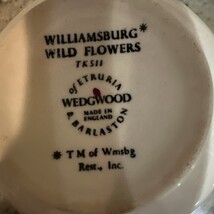 WILLIAMSBURG*
WILD FLOWERS
TK511
OF ETRURIA
WEDGWOOD
MADE IN
ENGLAND
& BARLASTON
* TM of Wmsbg
Rest., Inc.